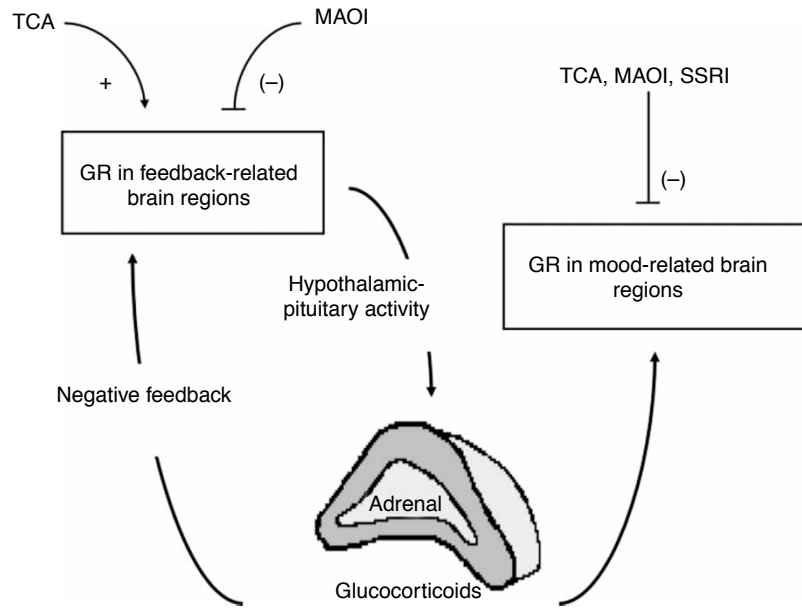 TCA
MAOI
+
(–)
TCA, MAOI, SSRI
(–)
GR in feedback-related
brain regions
GR in mood-related brain
regions
Hypothalamic-
pituitary activity
Negative feedback
Adrenal
Glucocorticoids